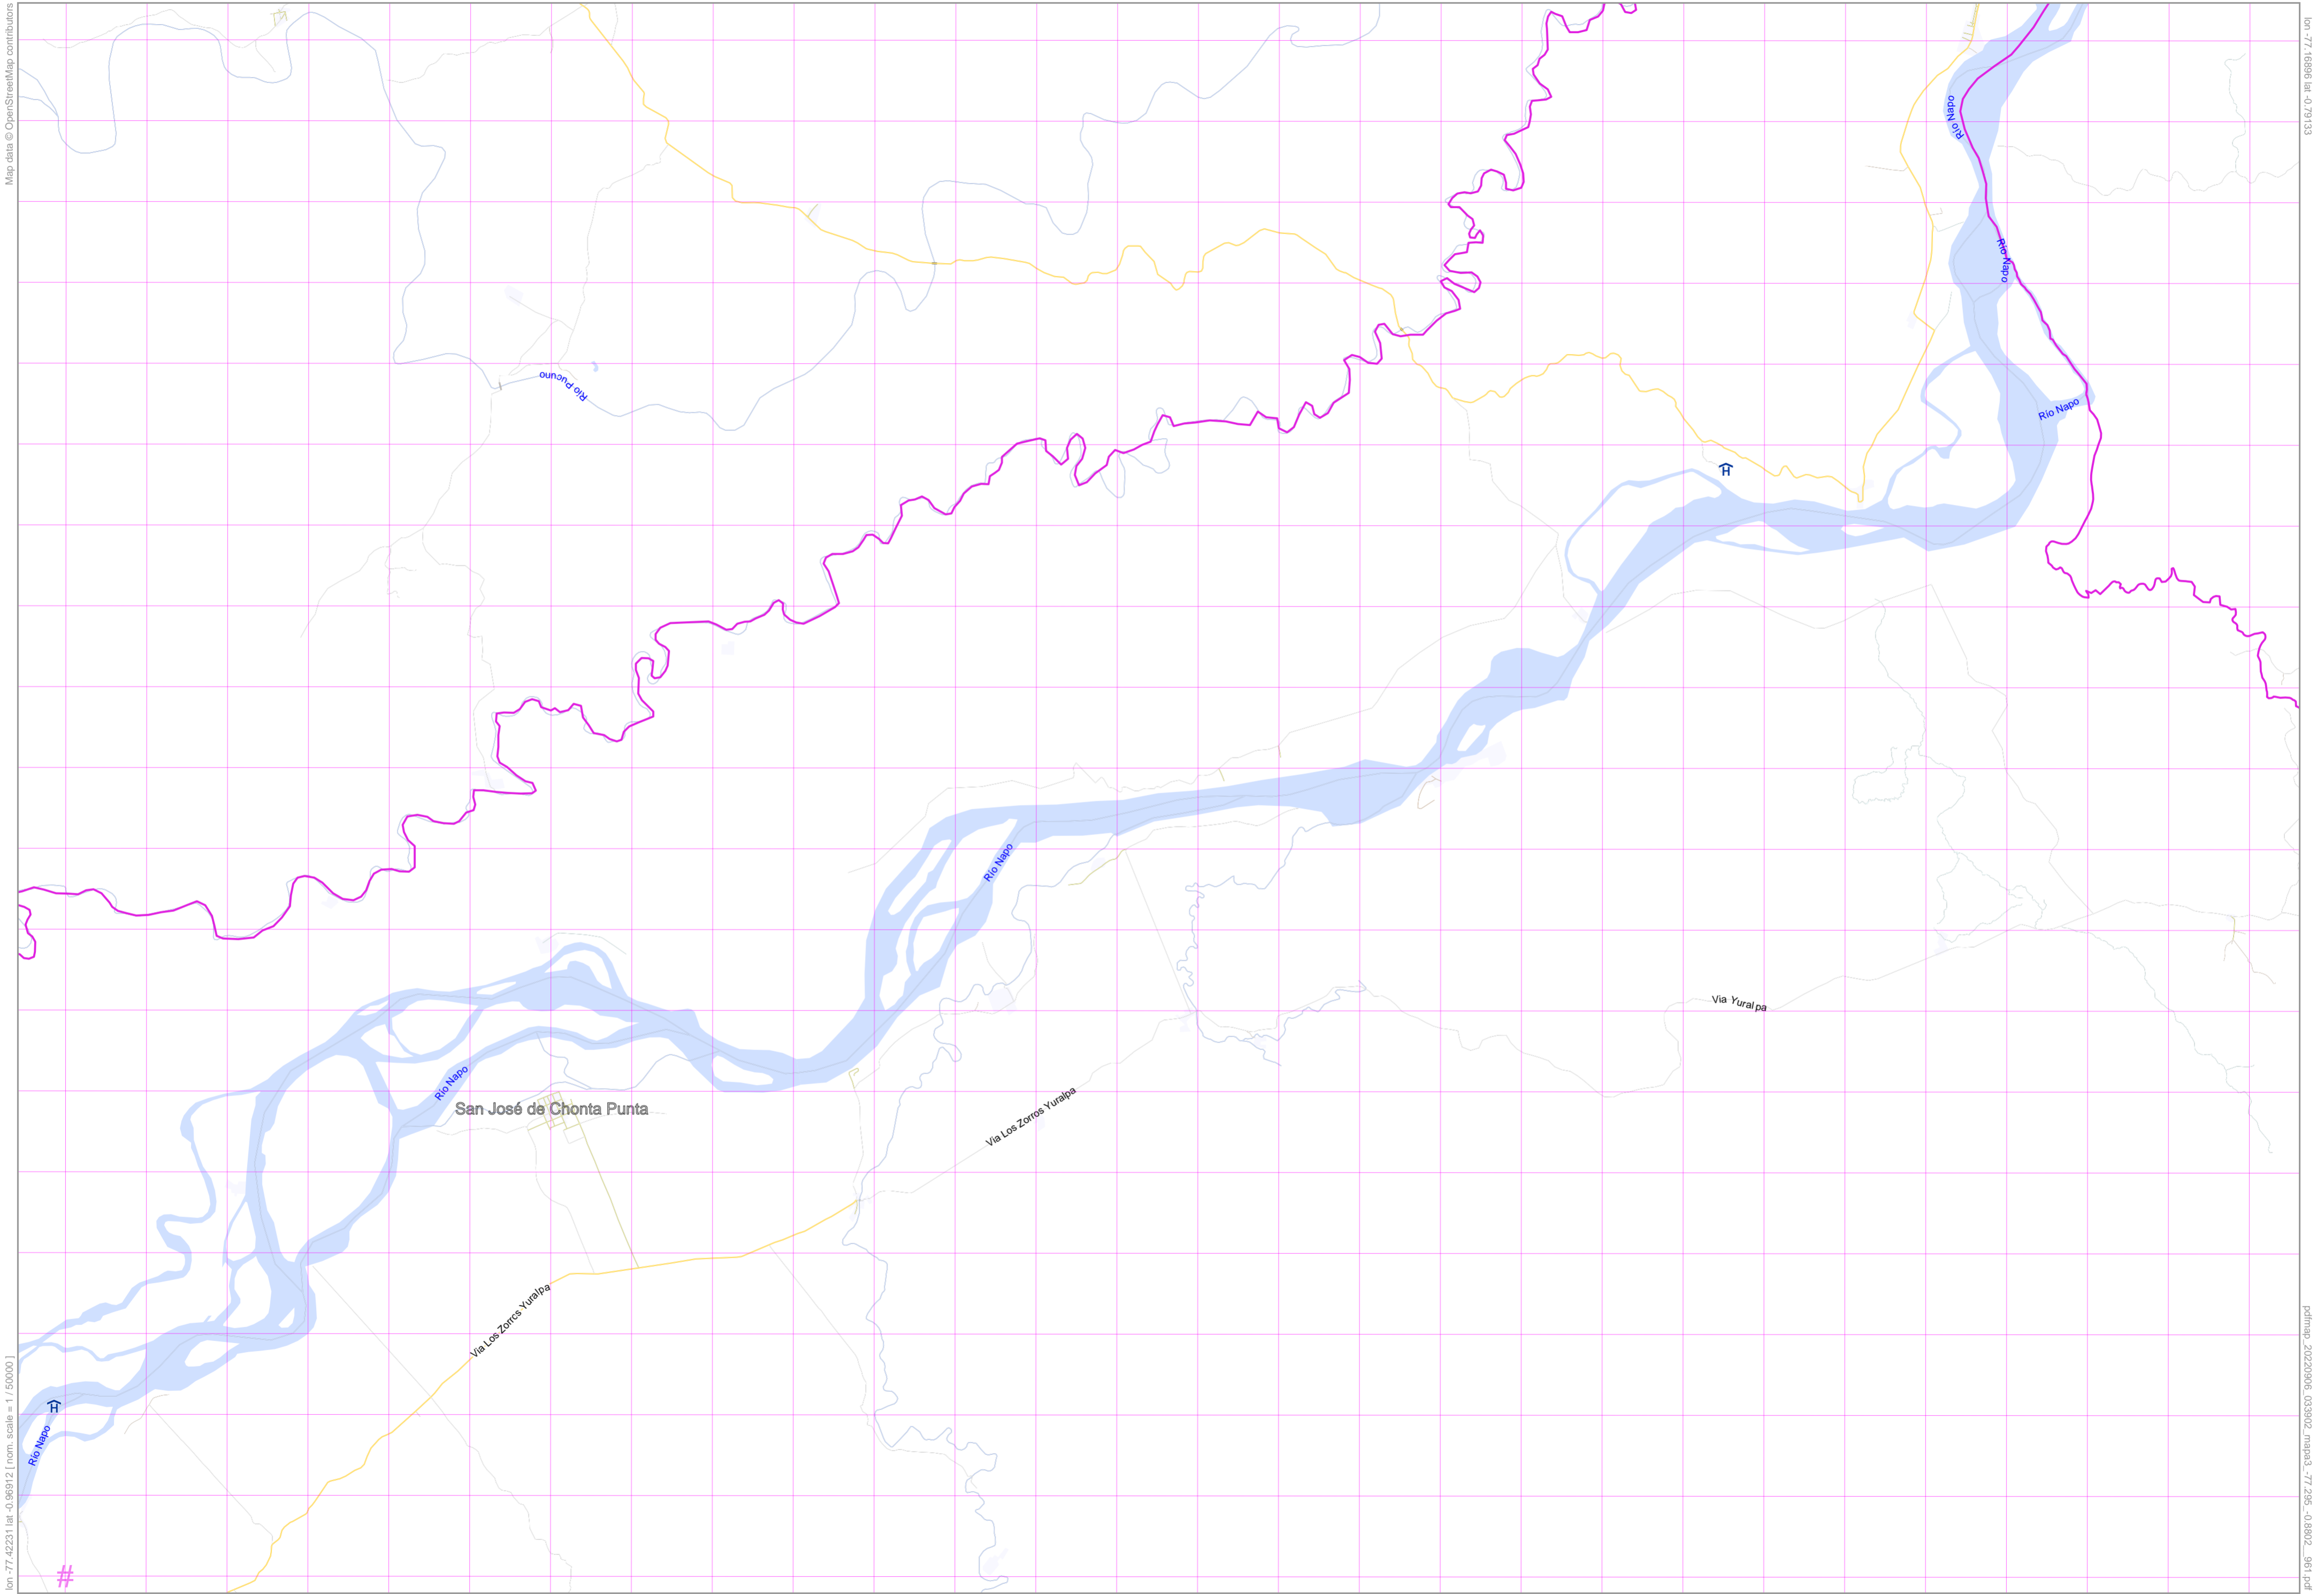 Map data © OpenStreetMap contributors
lon -77.16896 lat -0.79133
Río Napo
Río Napo
Río Pucuno
Río Napo
H
Río Napo
Via Yuralpa
Río Napo
San José de Chonta Punta
Via Los Zorros Yuralpa
Via Los Zorros Yuralpa
H
Río Napo
#
lon -77.42231 lat -0.96912 [ nom. scale = 1 / 50000 ]
pdfmap_20220906_033902_mapa3_-77.295_-0.8802__961.pdf